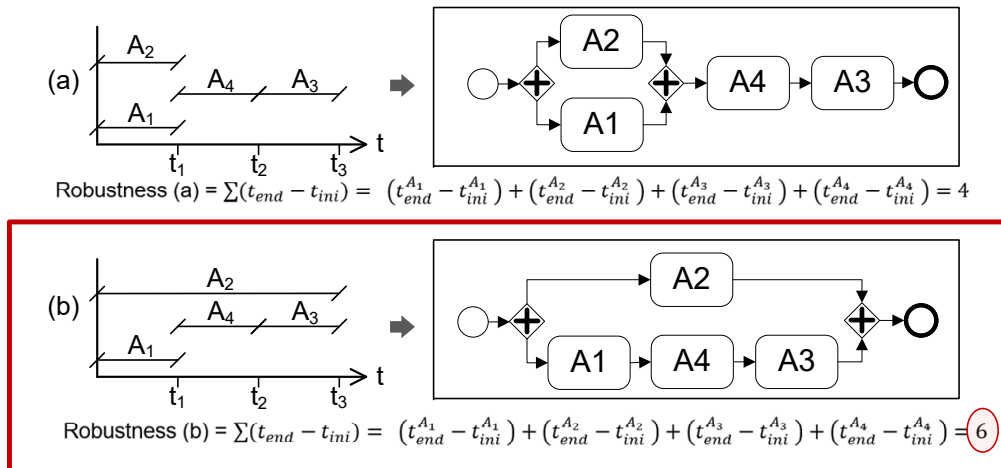 A₂
(a)
A₄ A₃
A₁
t
t₁ t₂ t₃
A2
A1
A4 A3
Robustness (a) = ∑(t_end − t_ini) = (t_end^A₁ − t_ini^A₁) + (t_end^A₂ − t_ini^A₂) + (t_end^A₃ − t_ini^A₃) + (t_end^A₄ − t_ini^A₄) = 4
(b)
A₂
A₄ A₃
A₁
t
t₁ t₂ t₃
A2
A1 A4 A3
Robustness (b) = ∑(t_end − t_ini) = (t_end^A₁ − t_ini^A₁) + (t_end^A₂ − t_ini^A₂) + (t_end^A₃ − t_ini^A₃) + (t_end^A₄ − t_ini^A₄) = 6